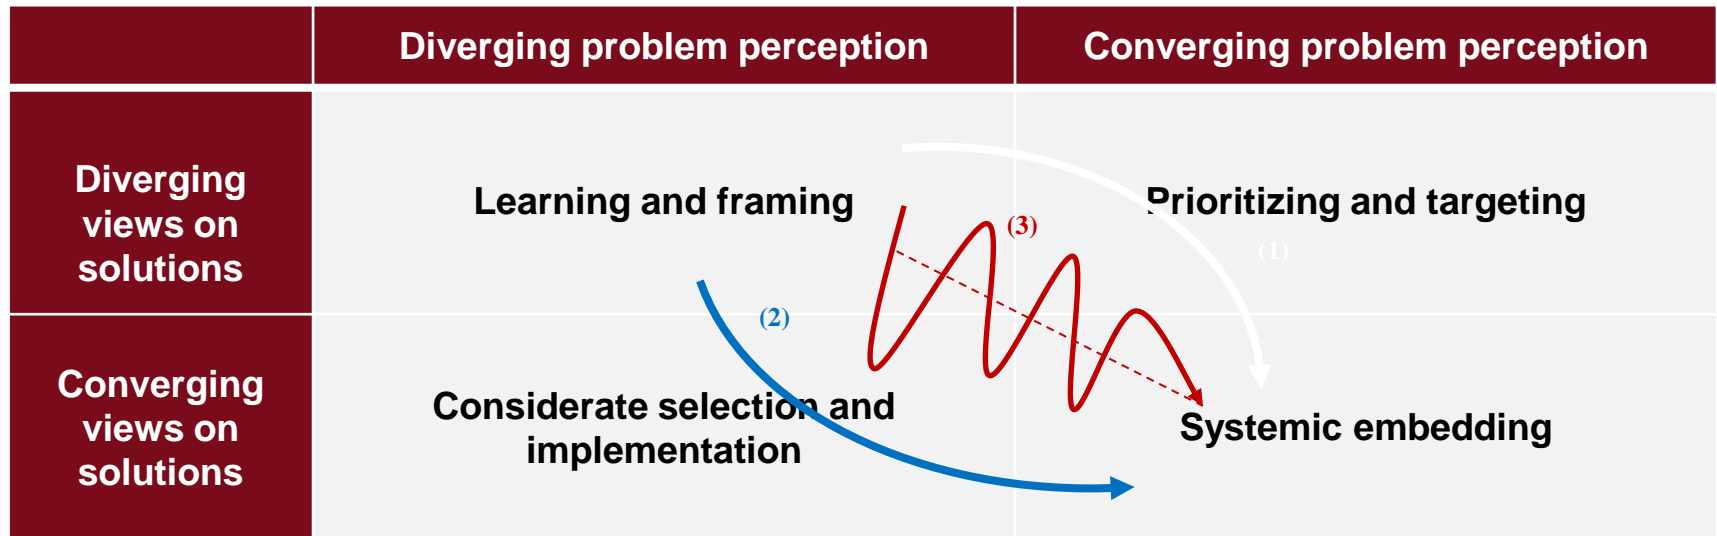 Diverging problem perception
Converging problem perception
Diverging
views on
solutions
Learning and framing
Prioritizing and targeting
(3)
(1)
(2)
Converging
views on
solutions
Considerate selection and
implementation
Systemic embedding